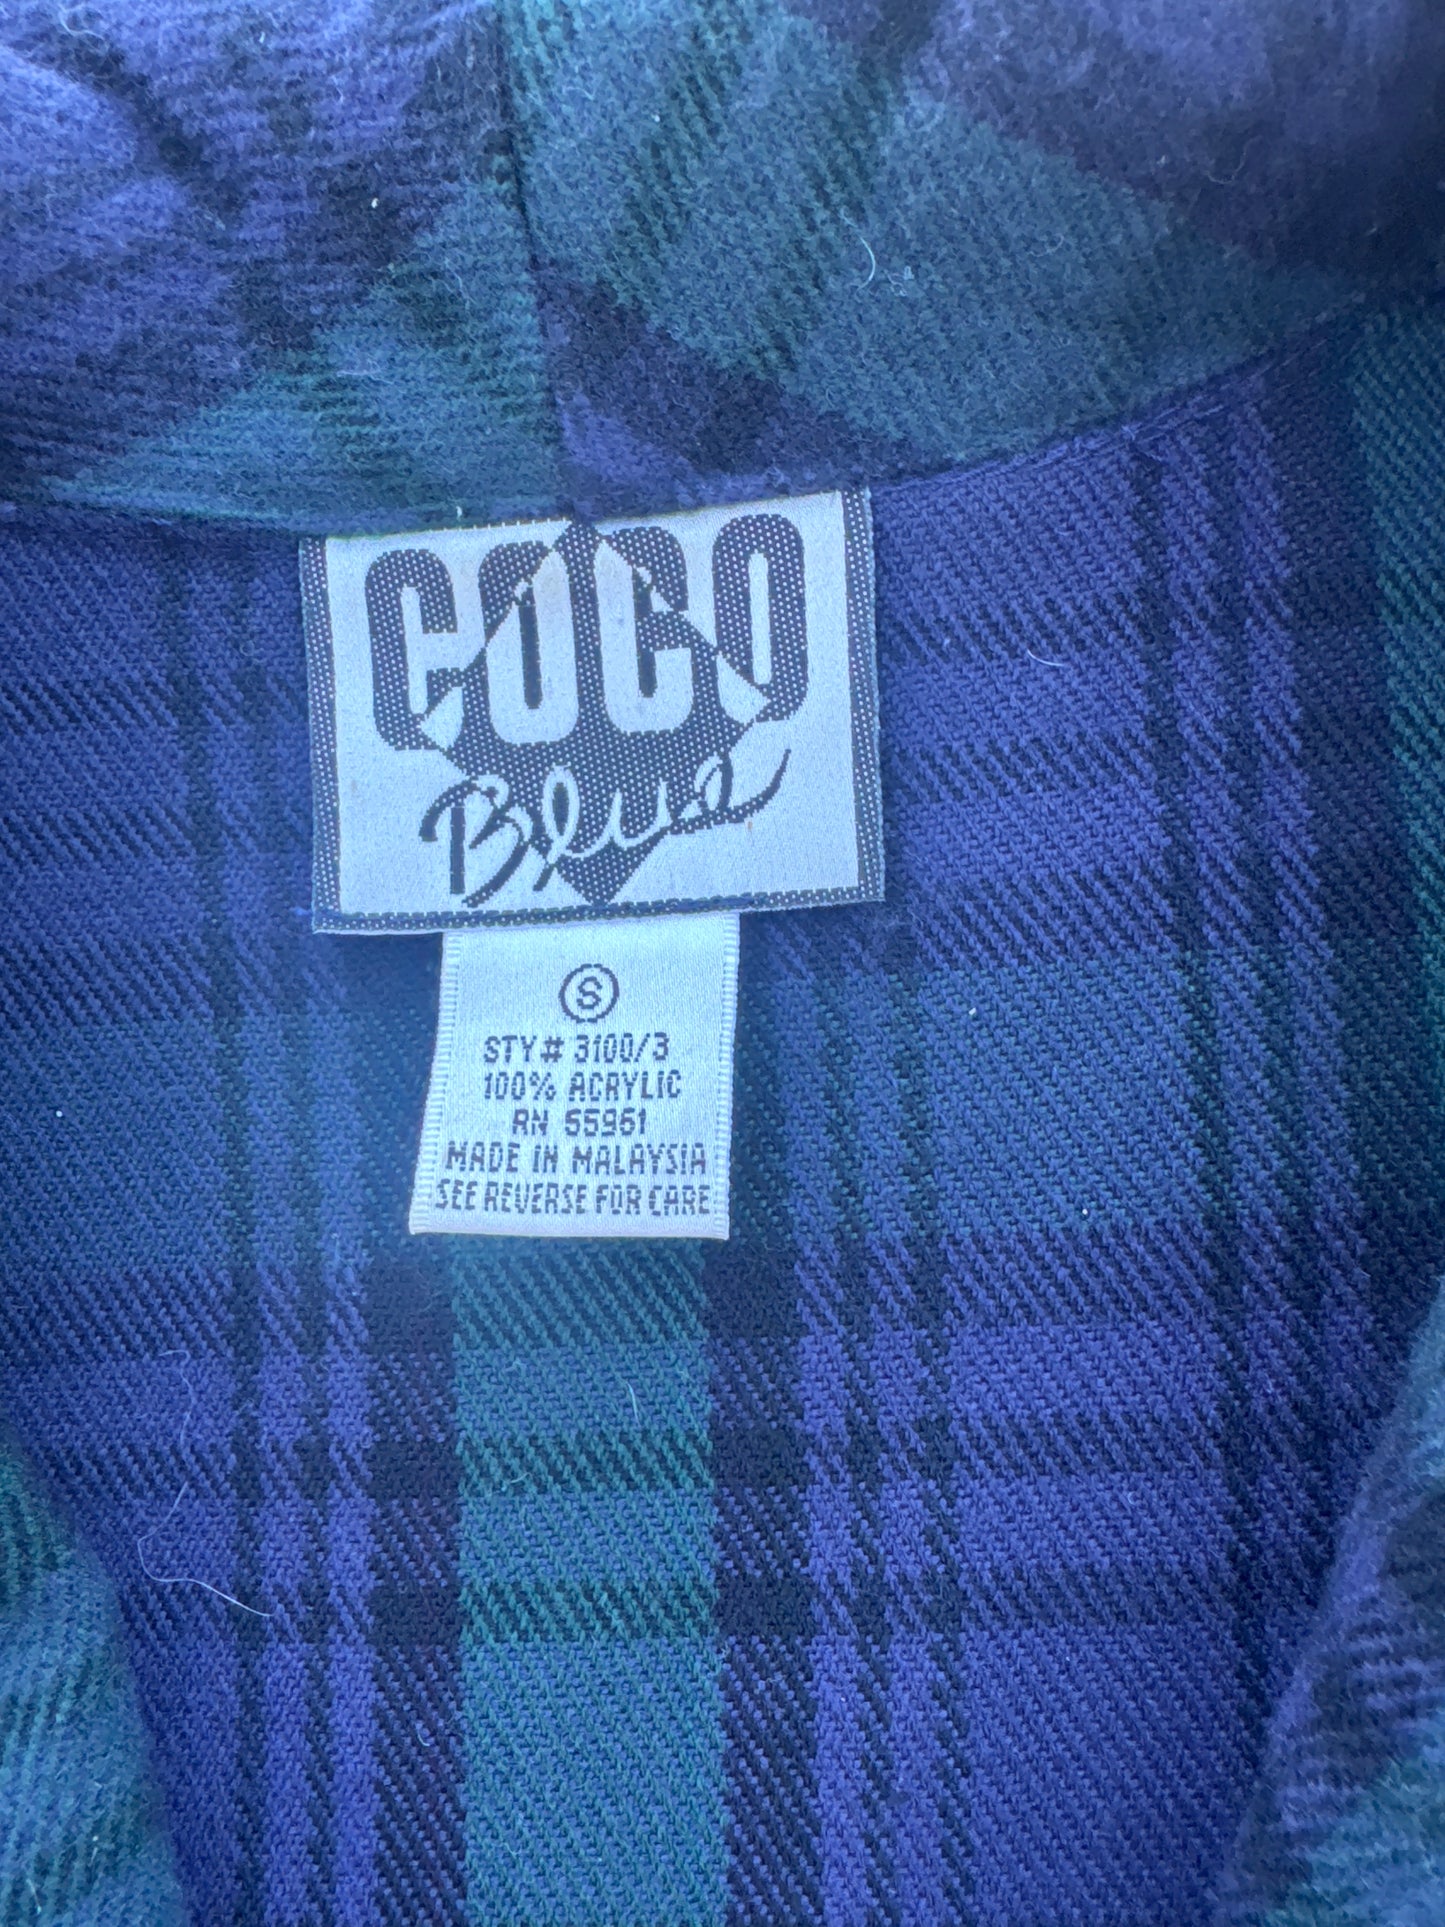 COCO
Blue
S
STY# 3100/3
100% ACRYLIC
RN 55961
MADE IN MALAYSIA
SEE REVERSE FOR CARE